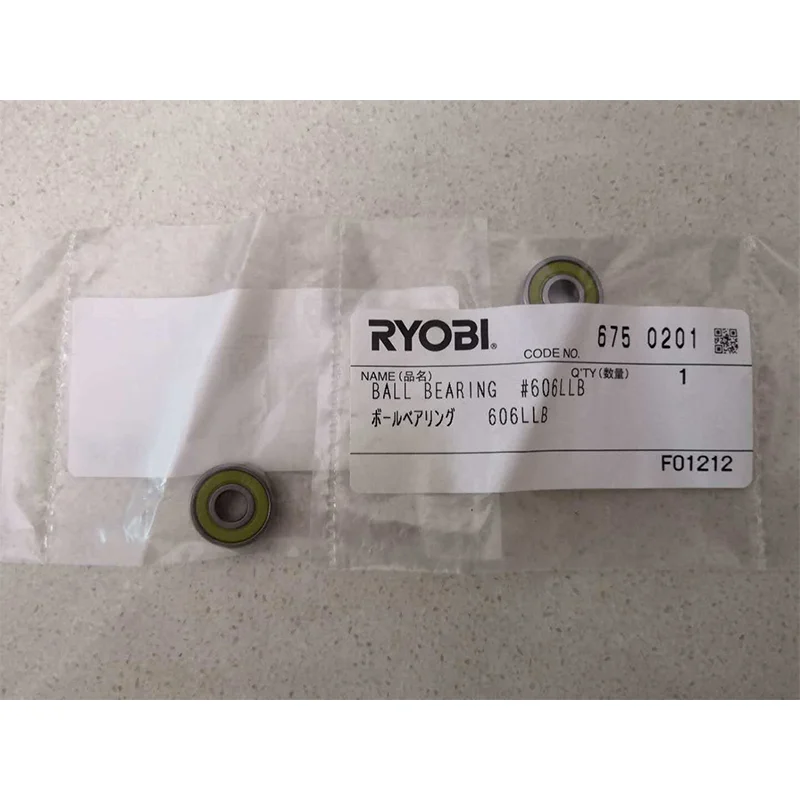 RYOBI®
CODE NO. 675 0201
NAME (品名) Q'TY (数量) 1
BALL BEARING #606LLB
ボールベアリング 606LLB
F01212